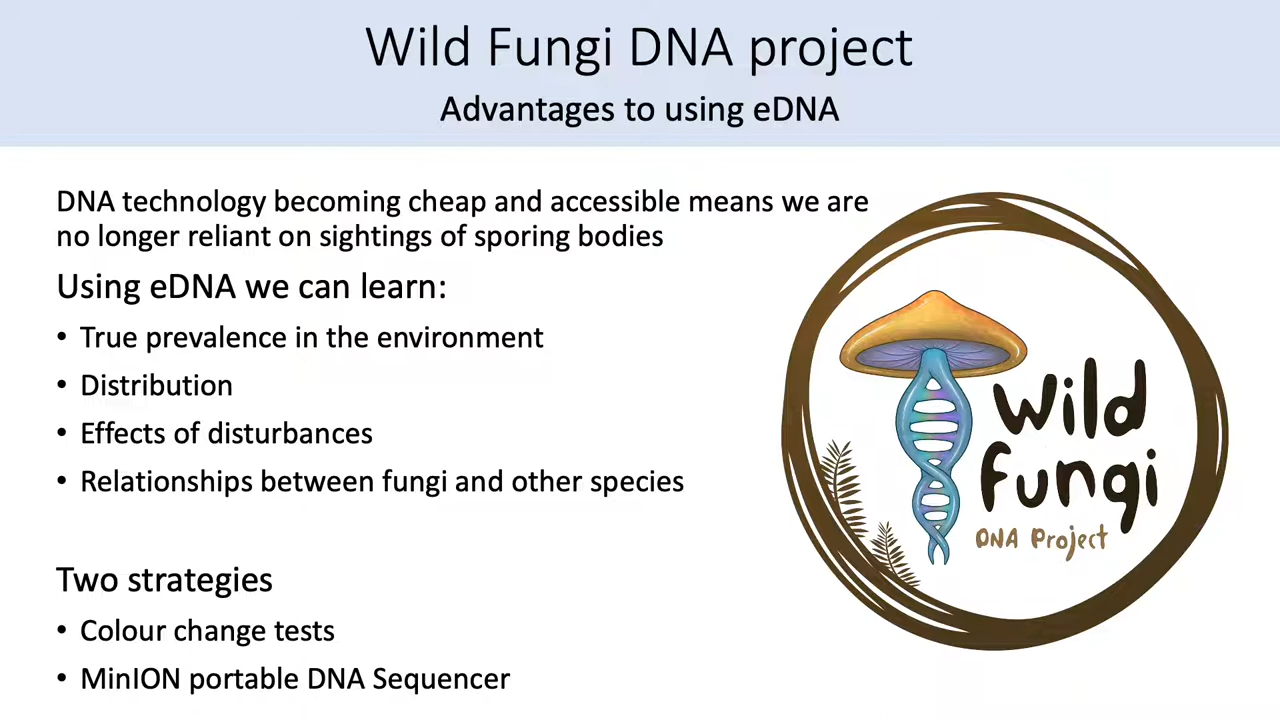 Wild Fungi DNA project
Advantages to using eDNA
DNA technology becoming cheap and accessible means we are
no longer reliant on sightings of sporing bodies
Using eDNA we can learn:
• True prevalence in the environment
• Distribution
• Effects of disturbances
• Relationships between fungi and other species
Two strategies
• Colour change tests
• MinION portable DNA Sequencer
Wild
Fungi
DNA Project